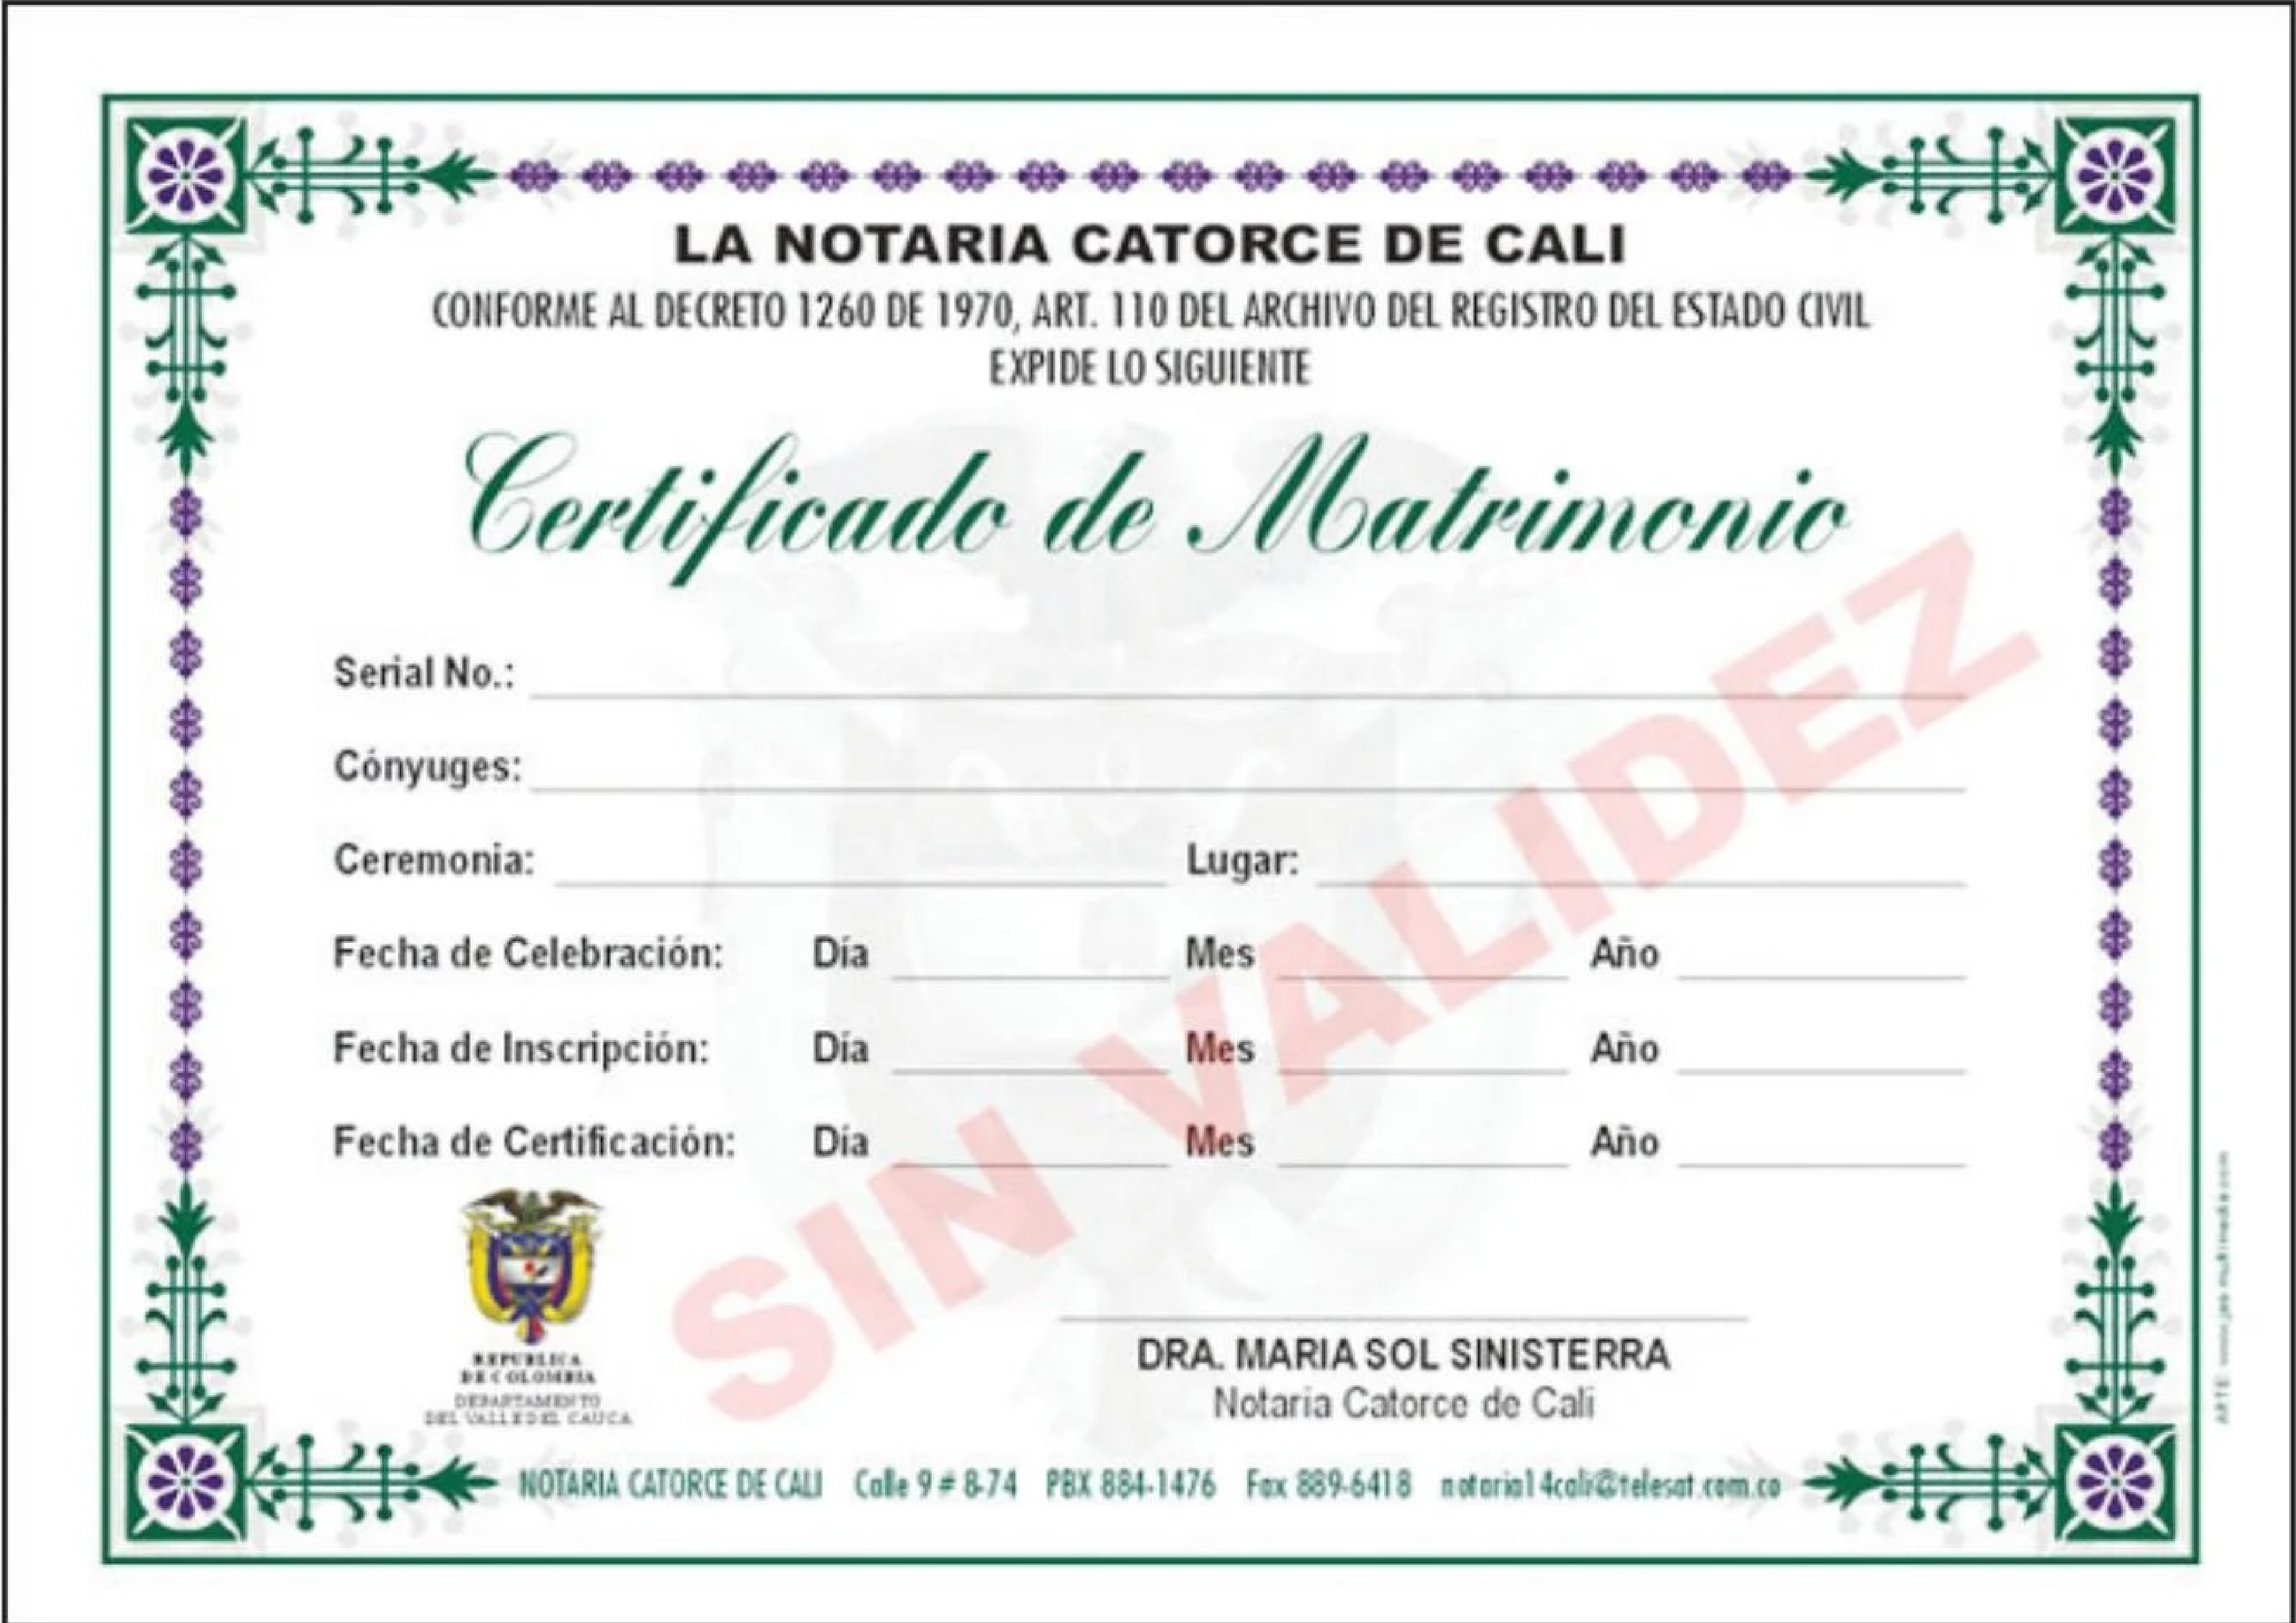 LA NOTARIA CATORCE DE CALI
CONFORME AL DECRETO 1260 DE 1970, ART. 110 DEL ARCHIVO DEL REGISTRO DEL ESTADO CIVIL
EXPIDE LO SIGUIENTE
Certificado de Matrimonio
Serial No.:
Cónyuges:
Ceremonia: Lugar:
Fecha de Celebración: Día Mes Año
Fecha de Inscripción: Día Mes Año
Fecha de Certificación: Día Mes Año
SIN VALIDEZ
REPUBLICA
DE COLOMBIA
DEPARTAMENTO
DEL VALLE DEL CAUCA
DRA. MARIA SOL SINISTERRA
Notaria Catorce de Cali
NOTARIA CATORCE DE CALI Calle 9 # 8-74 PBX 884-1476 Fax 889-6418 notaria14cali@telesat.com.co
ARTE: